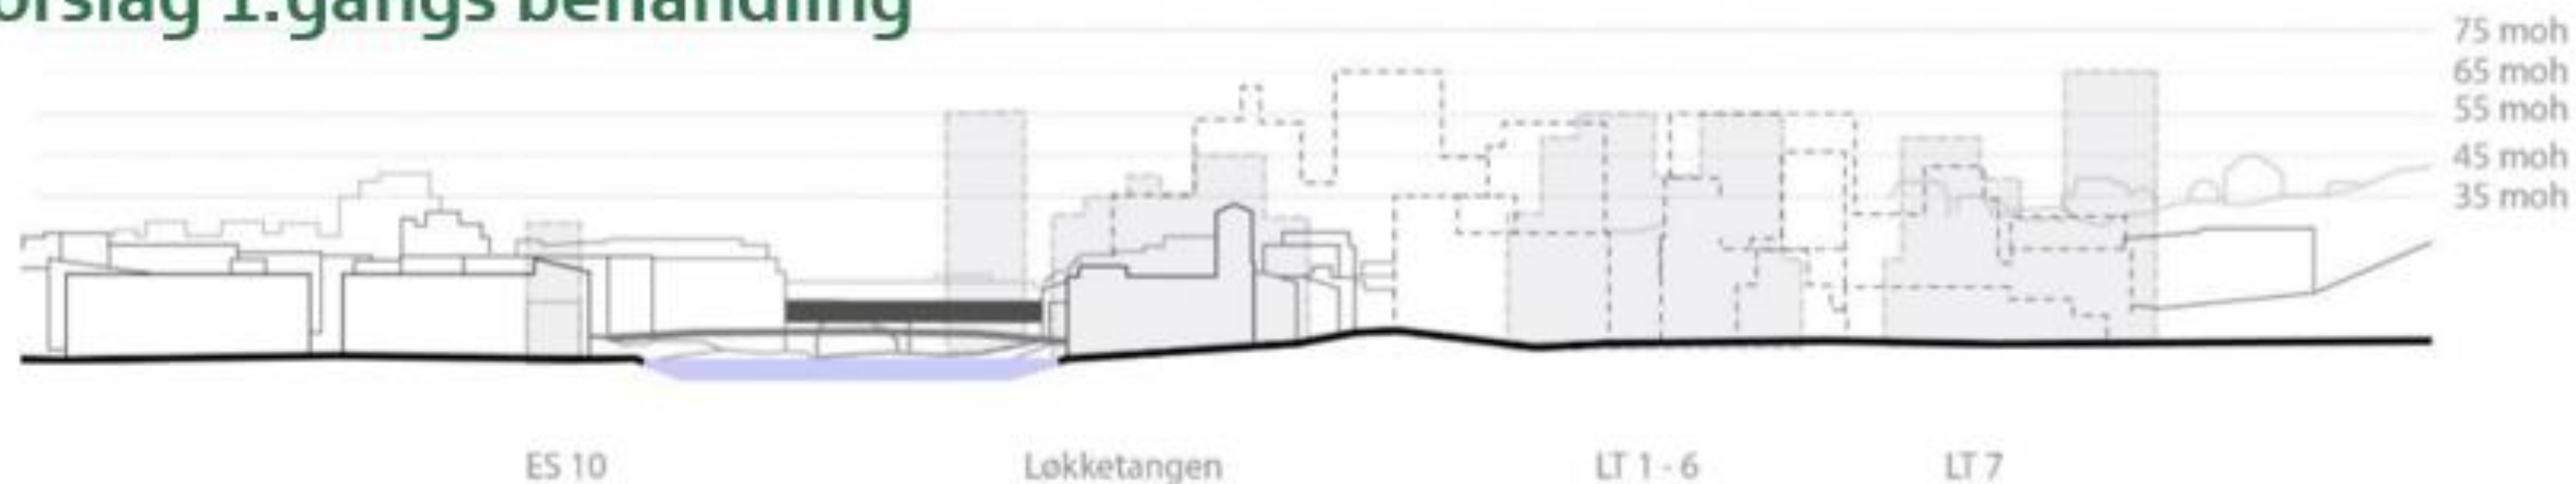 orslag 1.gangs behandling
75 moh
65 moh
55 moh
45 moh
35 moh
ES 10
Løkketangen
LT 1 - 6
LT 7